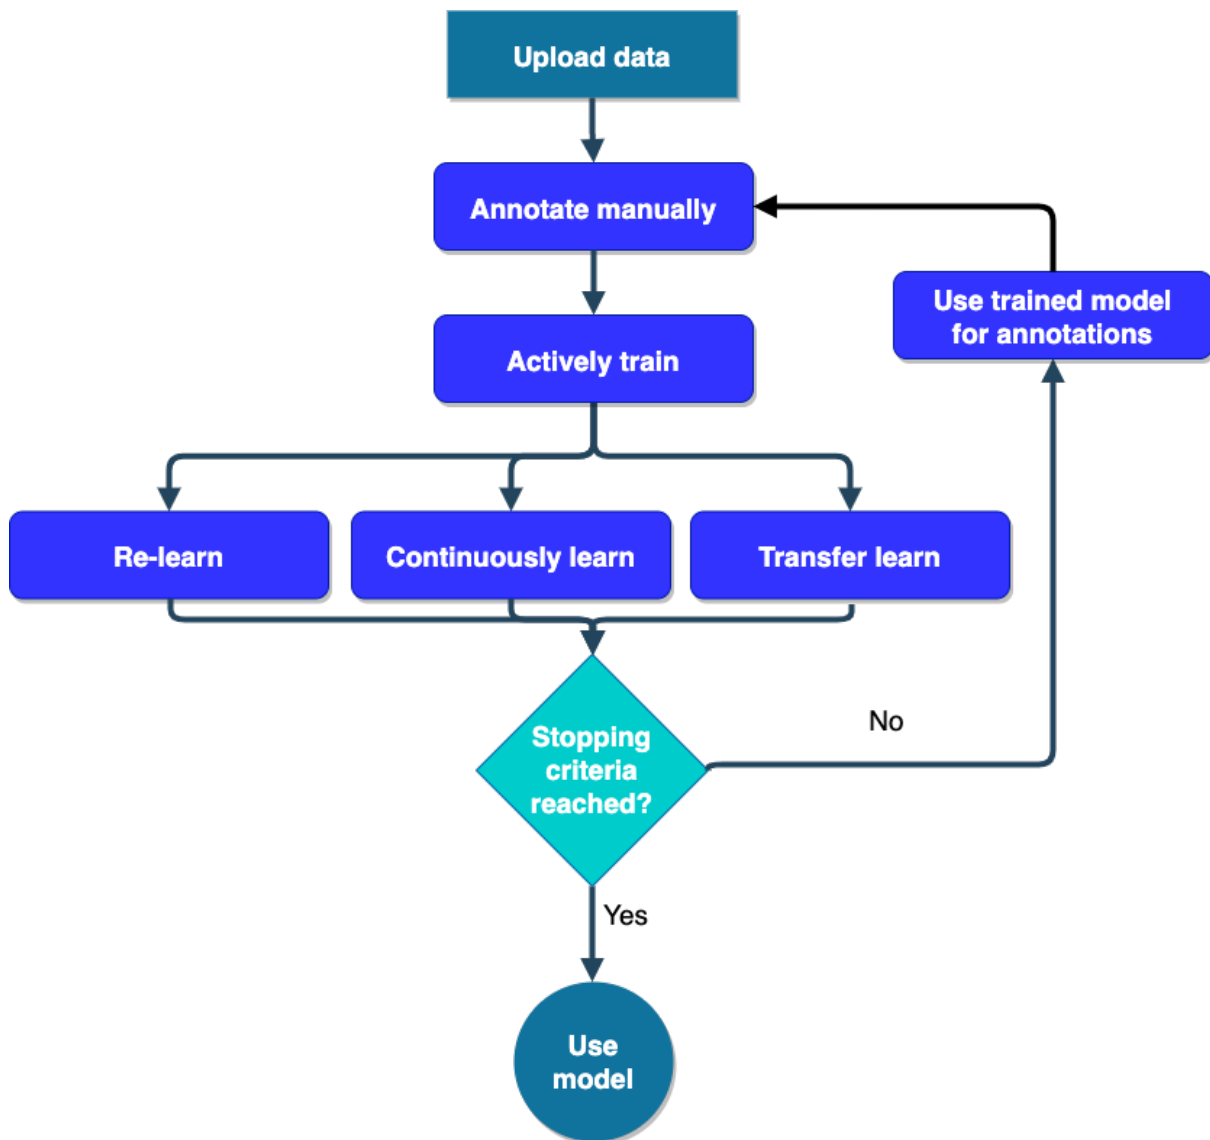 Upload data
Annotate manually
Use trained model
for annotations
Actively train
Re-learn
Continuously learn
Transfer learn
Stopping
criteria
reached?
No
Yes
Use
model